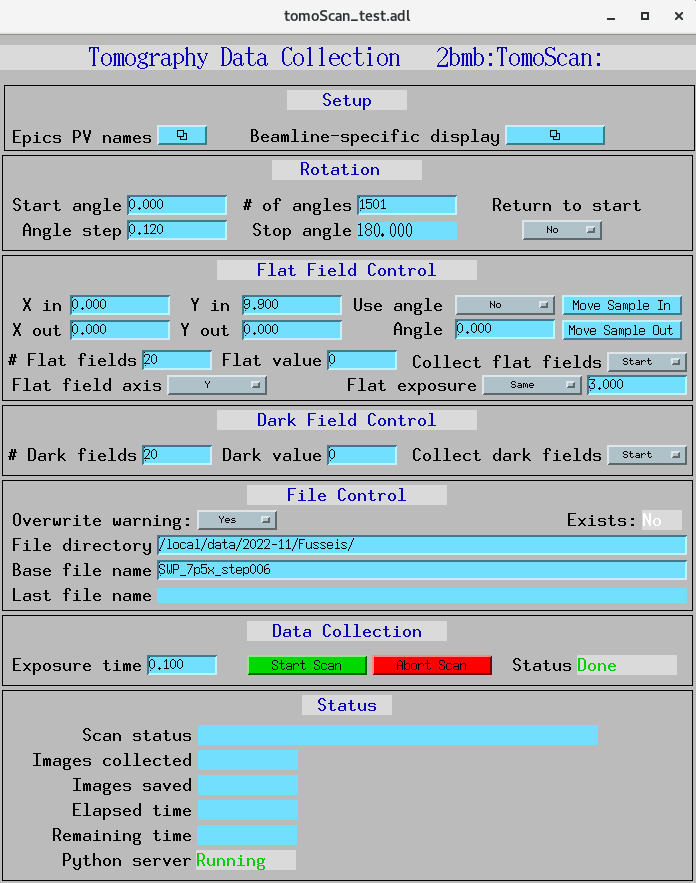 tomoScan_test.adl
Tomography Data Collection 2bmb:TomoScan:
Setup
Epics PV names Beamline-specific display
Rotation
Start angle 0.000 # of angles 1501 Return to start
Angle step 0.120 Stop angle 180.000 No
Flat Field Control
X in 0.000 Y in 9.900 Use angle No Move Sample In
X out 0.000 Y out 0.000 Angle 0.000 Move Sample Out
# Flat fields 20 Flat value 0 Collect flat fields Start
Flat field axis Y Flat exposure Same 3.000
Dark Field Control
# Dark fields 20 Dark value 0 Collect dark fields Start
File Control
Overwrite warning: Yes Exists: No
File directory /local/data/2022-11/Fusseis/
Base file name SWP_7p5x_step006
Last file name
Data Collection
Exposure time 0.100 Start Scan Abort Scan Status Done
Status
Scan status
Images collected
Images saved
Elapsed time
Remaining time
Python server Running